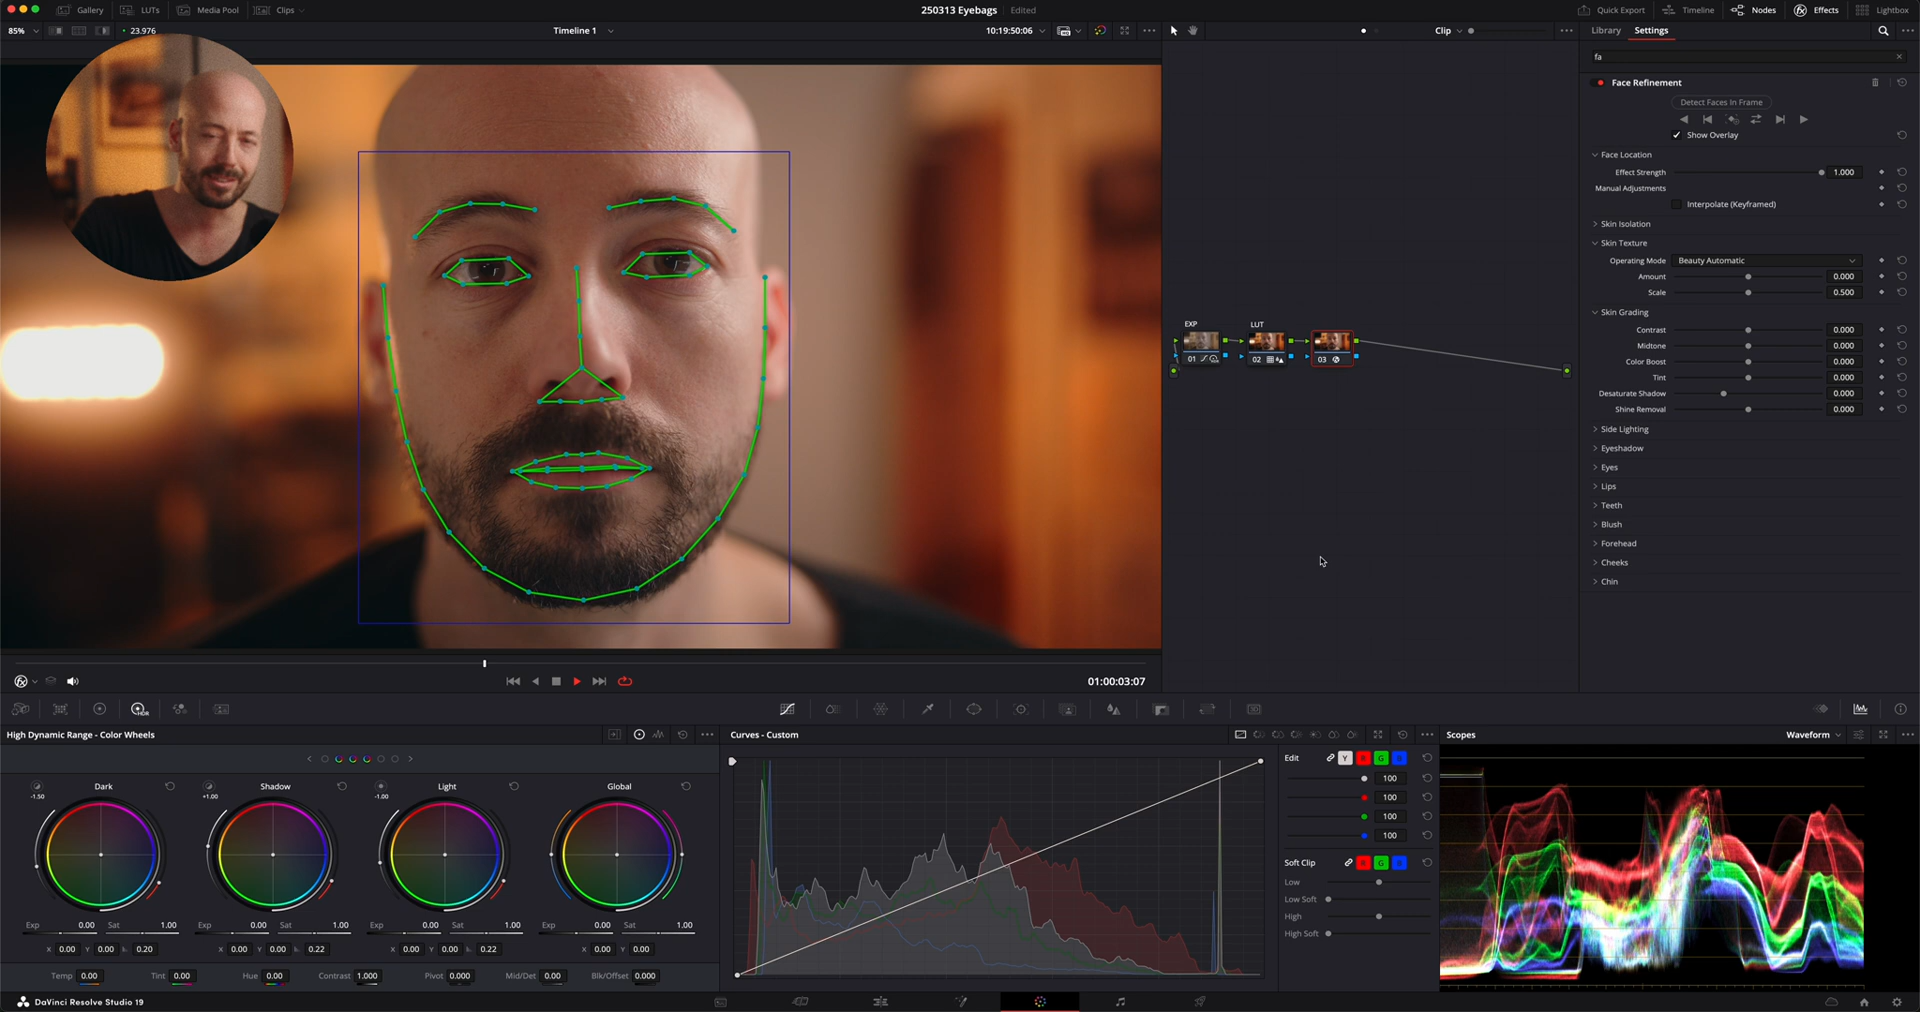 Gallery LUTs Media Pool Clips 250313 Eyebags Edited Quick Export Timeline Nodes Effects Lightbox
85% 23.976 Timeline 1 10:19:50:06 Clip Library Settings
fa
Face Refinement
Detect Faces In Frame
Show Overlay
Face Location
Effect Strength 1.000
Manual Adjustments
Interpolate (Keyframed)
Skin Isolation
Skin Texture
Operating Mode Beauty Automatic
Amount 0.000
Scale 0.500
Skin Grading
Contrast 0.000
Midtone 0.000
Color Boost 0.000
Tint 0.000
Desaturate Shadow 0.000
Shine Removal 0.000
Side Lighting
Eyeshadow
Eyes
Lips
Teeth
Blush
Forehead
Cheeks
Chin
EXP LUT
01 02 03
01:00:03:07
HDR
High Dynamic Range - Color Wheels Curves - Custom Scopes Waveform
Dark Shadow Light Global
-1.50 +1.00 -1.00
Exp 0.00 Sat 1.00 Exp 0.00 Sat 1.00 Exp 0.00 Sat 1.00 Exp 0.00 Sat 1.00
X 0.00 Y 0.00 0.20 X 0.00 Y 0.00 0.22 X 0.00 Y 0.00 0.22 X 0.00 Y 0.00
Temp 0.00 Tint 0.00 Hue 0.00 Contrast 1.000 Pivot 0.000 Mid/Det 0.00 Blk/Offset 0.000
Edit Y R G B
100
100
100
100
Soft Clip R G B
Low
Low Soft
High
High Soft
DaVinci Resolve Studio 19